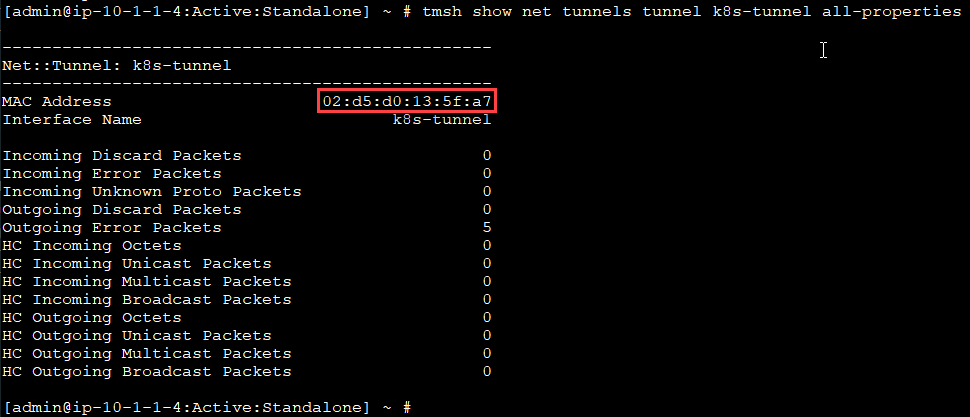 [admin@ip-10-1-1-4:Active:Standalone] ~ # tmsh show net tunnels tunnel k8s-tunnel all-properties
-------------------------------------------------
Net::Tunnel: k8s-tunnel
-------------------------------------------------
MAC Address 02:d5:d0:13:5f:a7
Interface Name k8s-tunnel
Incoming Discard Packets 0
Incoming Error Packets 0
Incoming Unknown Proto Packets 0
Outgoing Discard Packets 0
Outgoing Error Packets 5
HC Incoming Octets 0
HC Incoming Unicast Packets 0
HC Incoming Multicast Packets 0
HC Incoming Broadcast Packets 0
HC Outgoing Octets 0
HC Outgoing Unicast Packets 0
HC Outgoing Multicast Packets 0
HC Outgoing Broadcast Packets 0
[admin@ip-10-1-1-4:Active:Standalone] ~ #